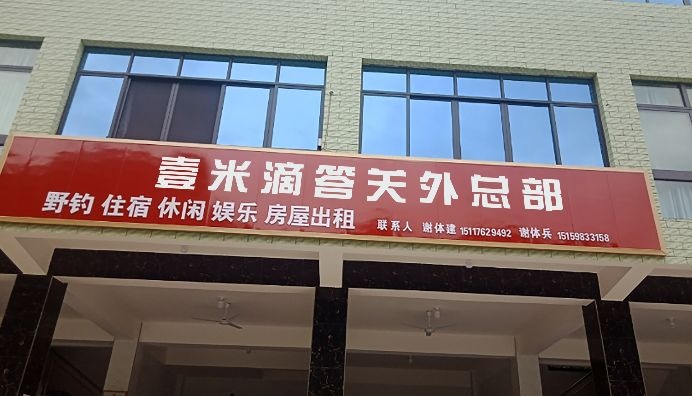 壹米滴答关外总部
野钓 住宿 休闲 娱乐 房屋出租 联系人 谢体建 15117629492 谢体兵 15159833158